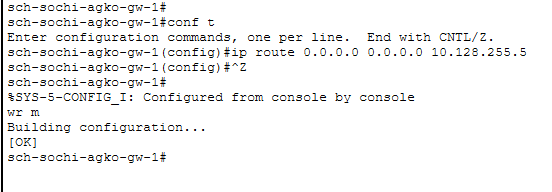 sch-sochi-agko-gw-1#
sch-sochi-agko-gw-1#conf t
Enter configuration commands, one per line.  End with CNTL/Z.
sch-sochi-agko-gw-1(config)#ip route 0.0.0.0 0.0.0.0 10.128.255.5
sch-sochi-agko-gw-1(config)#^Z
sch-sochi-agko-gw-1#
%SYS-5-CONFIG_I: Configured from console by console
wr m
Building configuration...
[OK]
sch-sochi-agko-gw-1#